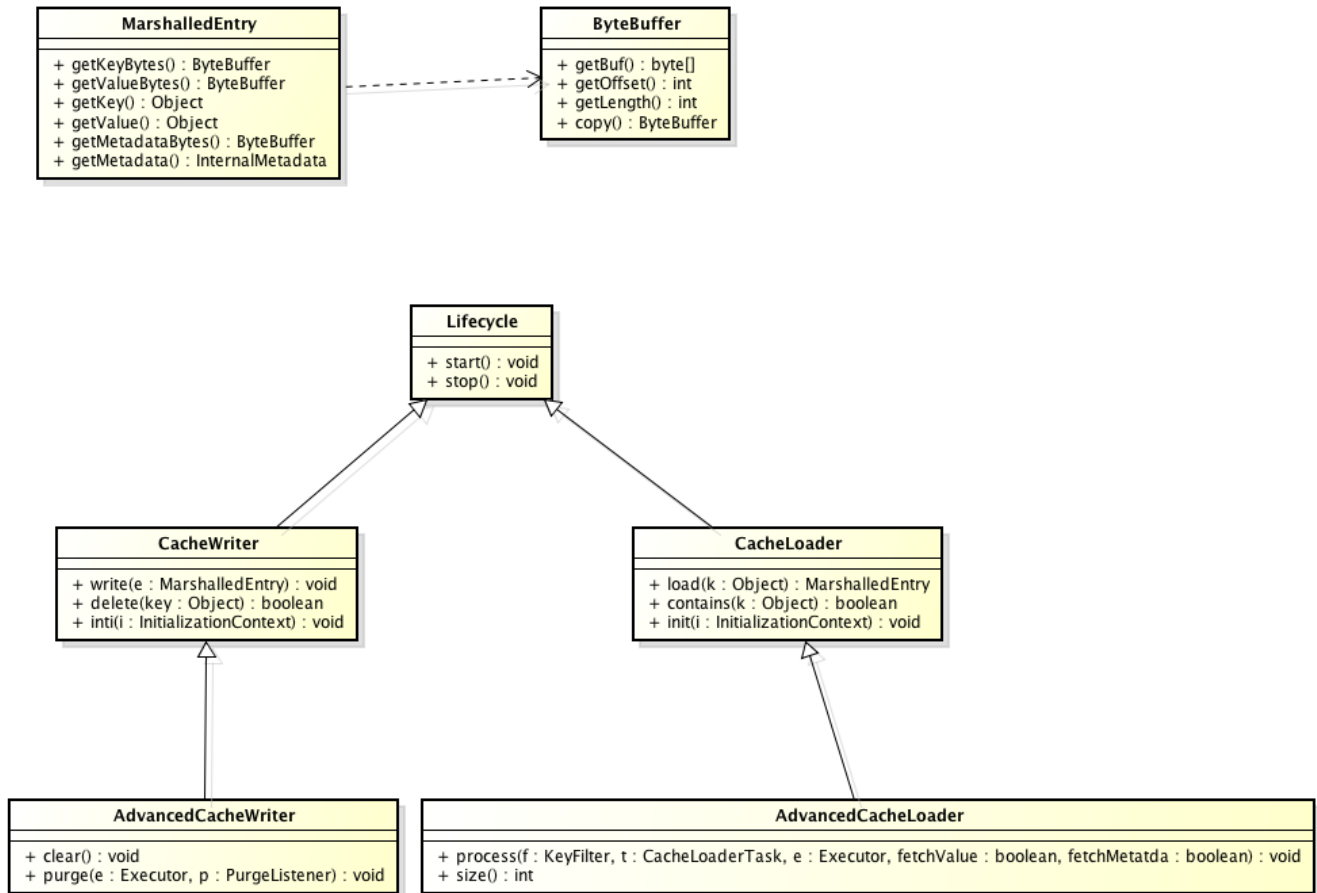 MarshalledEntry
+ getKeyBytes() : ByteBuffer
+ getValueBytes() : ByteBuffer
+ getKey() : Object
+ getValue() : Object
+ getMetadataBytes() : ByteBuffer
+ getMetadata() : InternalMetadata
ByteBuffer
+ getBuf() : byte[]
+ getOffset() : int
+ getLength() : int
+ copy() : ByteBuffer
Lifecycle
+ start() : void
+ stop() : void
CacheWriter
+ write(e : MarshalledEntry) : void
+ delete(key : Object) : boolean
+ inti(i : InitializationContext) : void
CacheLoader
+ load(k : Object) : MarshalledEntry
+ contains(k : Object) : boolean
+ init(i : InitializationContext) : void
AdvancedCacheWriter
+ clear() : void
+ purge(e : Executor, p : PurgeListener) : void
AdvancedCacheLoader
+ process(f : KeyFilter, t : CacheLoaderTask, e : Executor, fetchValue : boolean, fetchMetatda : boolean) : void
+ size() : int